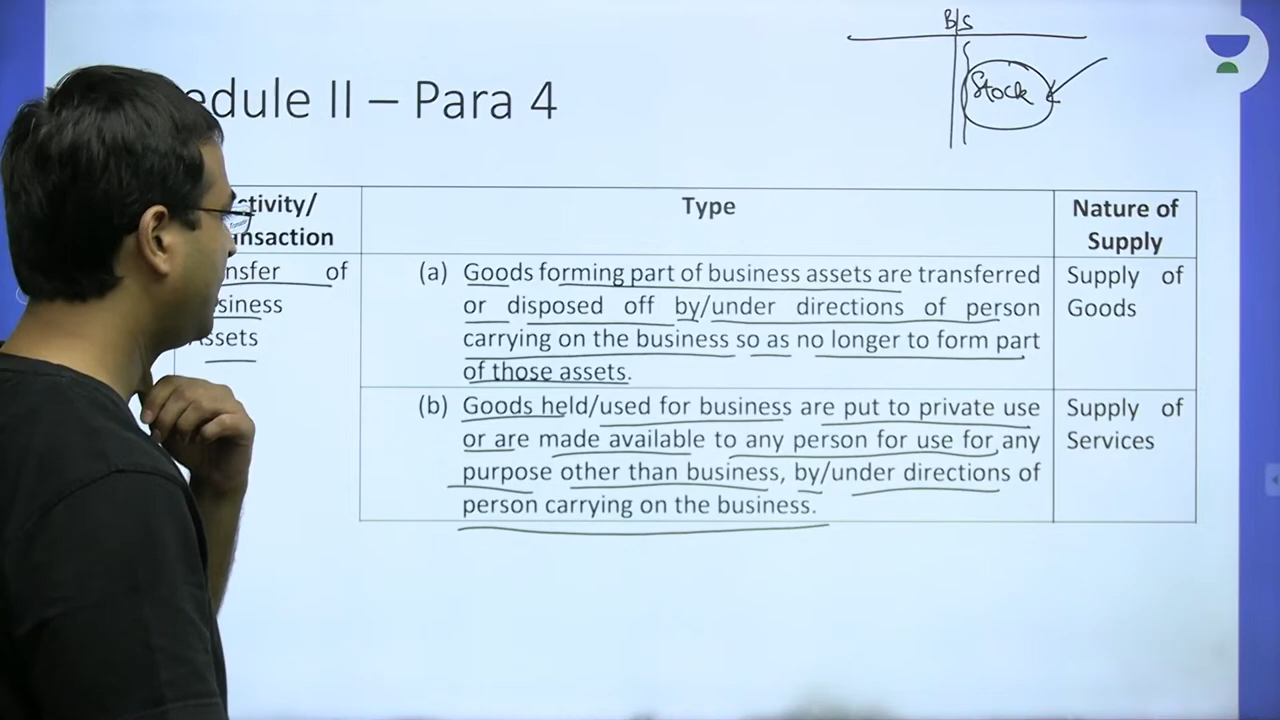 B/S
Stock
edule II – Para 4
ctivity/
nsaction
Type
Nature of
Supply
nsfer of
siness
Assets
(a) Goods forming part of business assets are transferred
or disposed off by/under directions of person
carrying on the business so as no longer to form part
of those assets.
Supply of
Goods
(b) Goods held/used for business are put to private use
or are made available to any person for use for any
purpose other than business, by/under directions of
person carrying on the business.
Supply of
Services